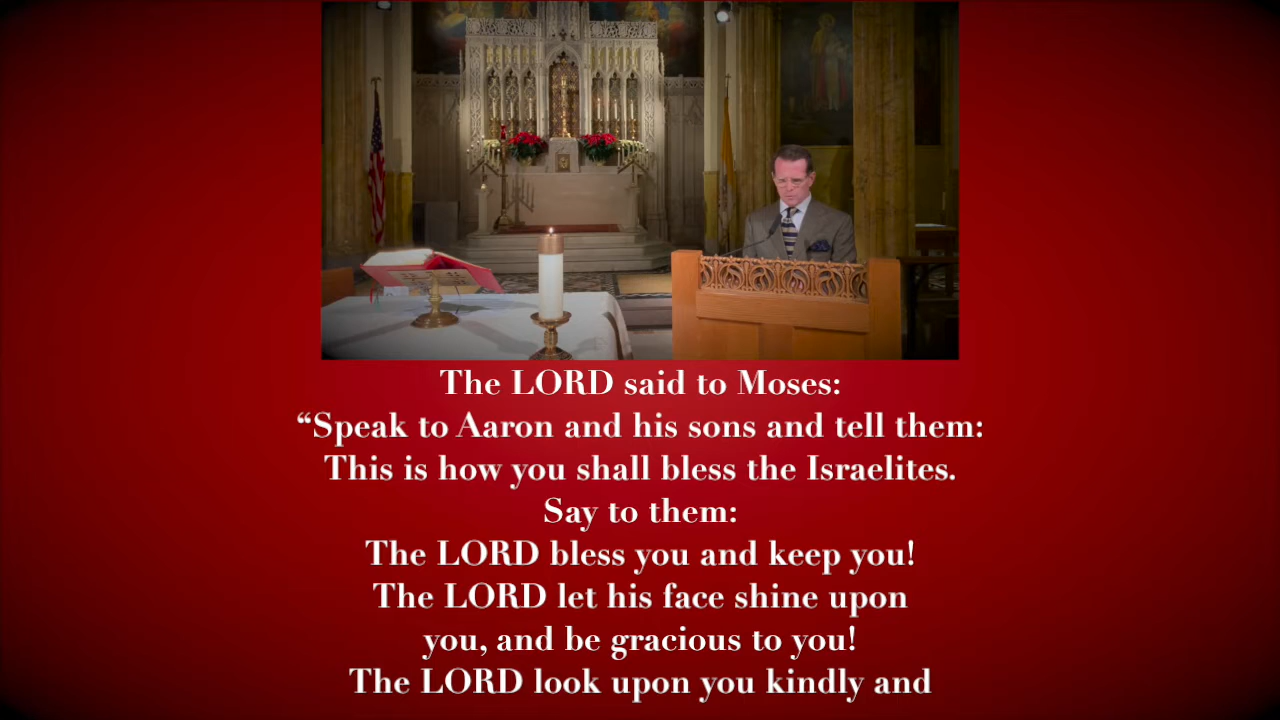 The LORD said to Moses:
“Speak to Aaron and his sons and tell them:
This is how you shall bless the Israelites.
Say to them:
The LORD bless you and keep you!
The LORD let his face shine upon
you, and be gracious to you!
The LORD look upon you kindly and